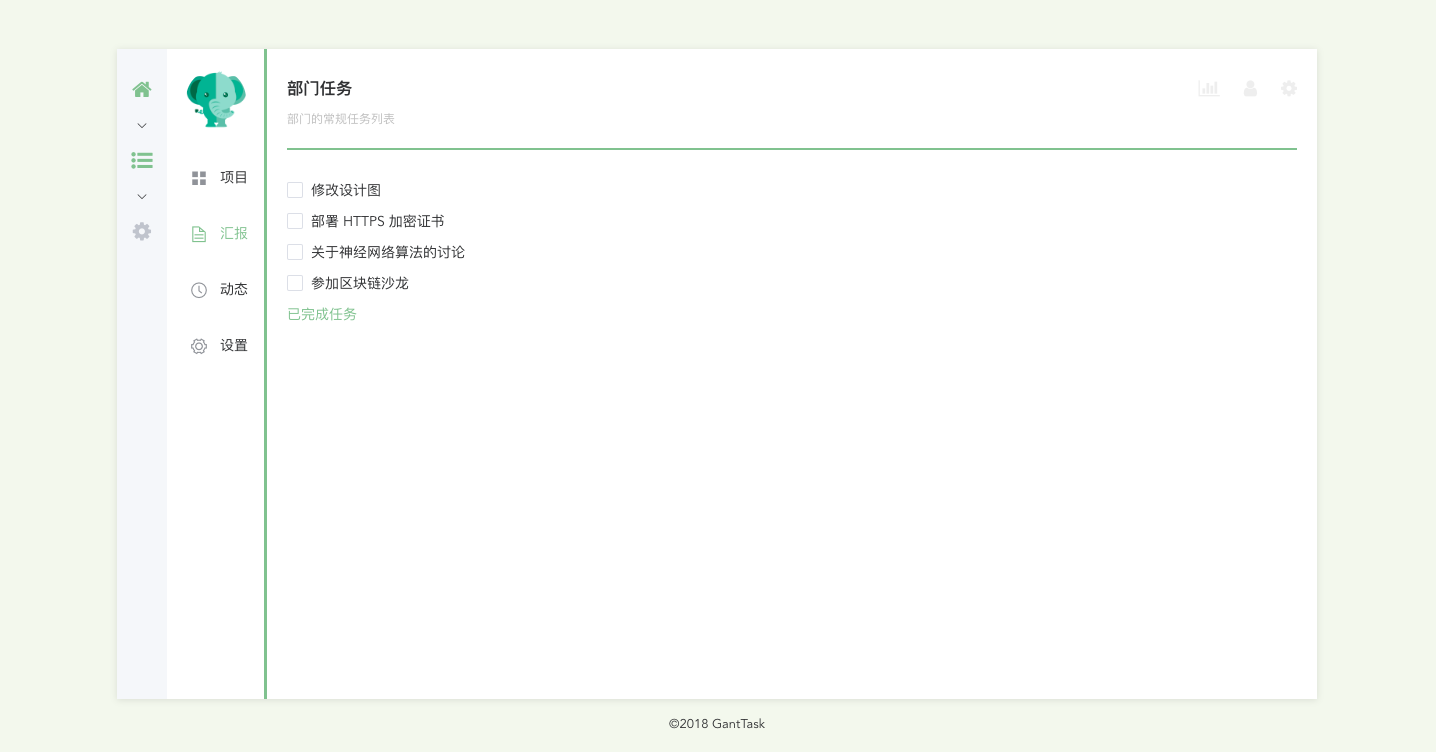 部门任务
部门的常规任务列表
项目
汇报
动态
设置
修改设计图
部署 HTTPS 加密证书
关于神经网络算法的讨论
参加区块链沙龙
已完成任务
©2018 GantTask